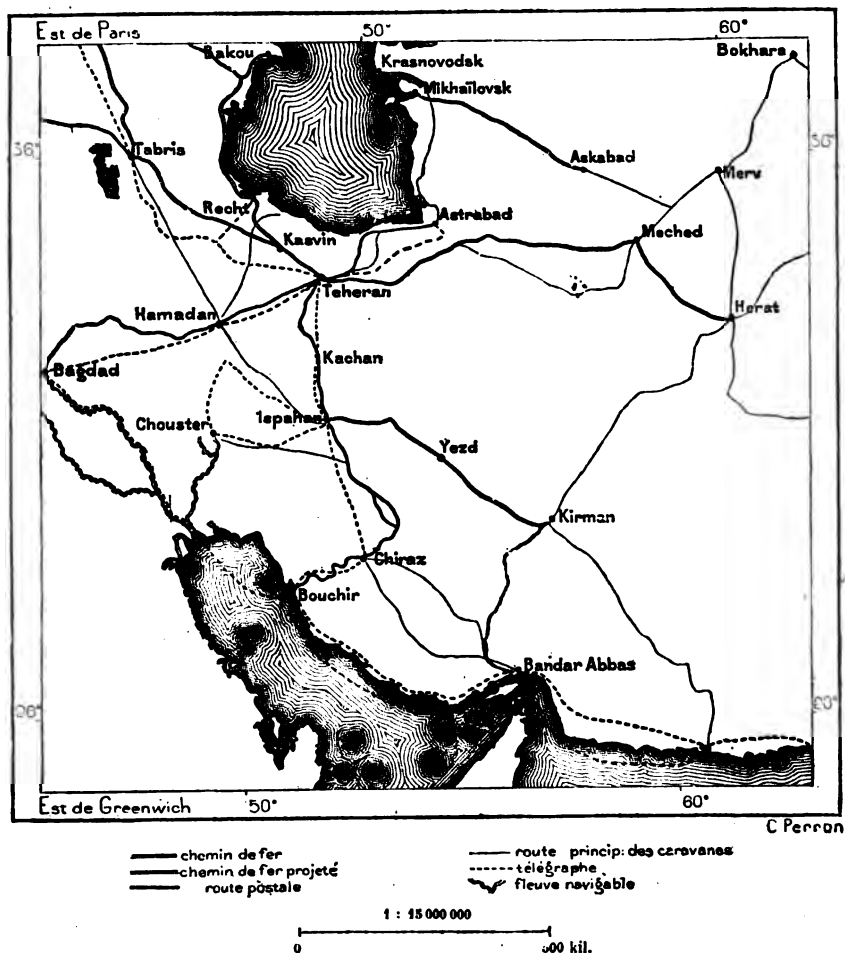 Est de Paris 50° 60°
Bakou
Krasnovodsk
Bokhara
Mikhaïlovsk
36°
Tabris
Askabad
Merv
Recht
Astrabad
Kasvin
Meched
Teheran
Hamadan
Herat
Kachan
Bagdad
Chouster
Ispahan
Yezd
Kirman
Chiraz
Bouchir
Bandar Abbas
Est de Greenwich 50° 60°
C Perron
chemin de fer
chemin de fer projeté
route postale
route princip: des caravanes
télégraphe
fleuve navigable
1 : 15 000 000
0 500 kil.